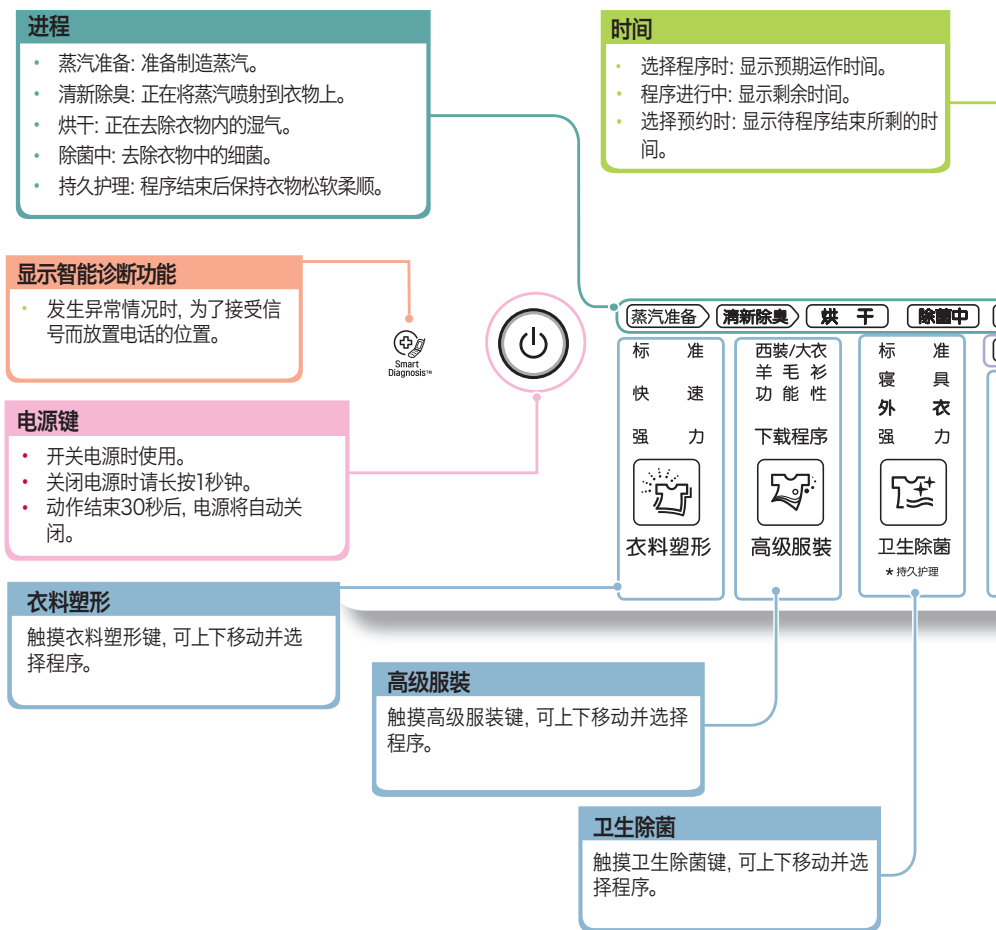 进程
• 蒸汽准备: 准备制造蒸汽。
• 清新除臭: 正在将蒸汽喷射到衣物上。
• 烘干: 正在去除衣物内的湿气。
• 除菌中: 去除衣物中的细菌。
• 持久护理: 程序结束后保持衣物松软柔顺。
时间
• 选择程序时: 显示预期运作时间。
• 程序进行中: 显示剩余时间。
• 选择预约时: 显示待程序结束所剩的时
间。
显示智能诊断功能
• 发生异常情况时, 为了接受信
号而放置电话的位置。
Smart
Diagnosis™
电源键
• 开关电源时使用。
• 关闭电源时请长按1秒钟。
• 动作结束30秒后, 电源将自动关
闭。
蒸汽准备 清新除臭 烘 干 除菌中
标 准
快 速
强 力
衣料塑形
西裝/大衣
羊 毛 衫
功 能 性
下载程序
高级服裝
标 准
寝 具
外 衣
强 力
卫生除菌
* 持久护理
衣料塑形
触摸衣料塑形键, 可上下移动并选
择程序。
高级服裝
触摸高级服装键, 可上下移动并选择
程序。
卫生除菌
触摸卫生除菌键, 可上下移动并选
择程序。